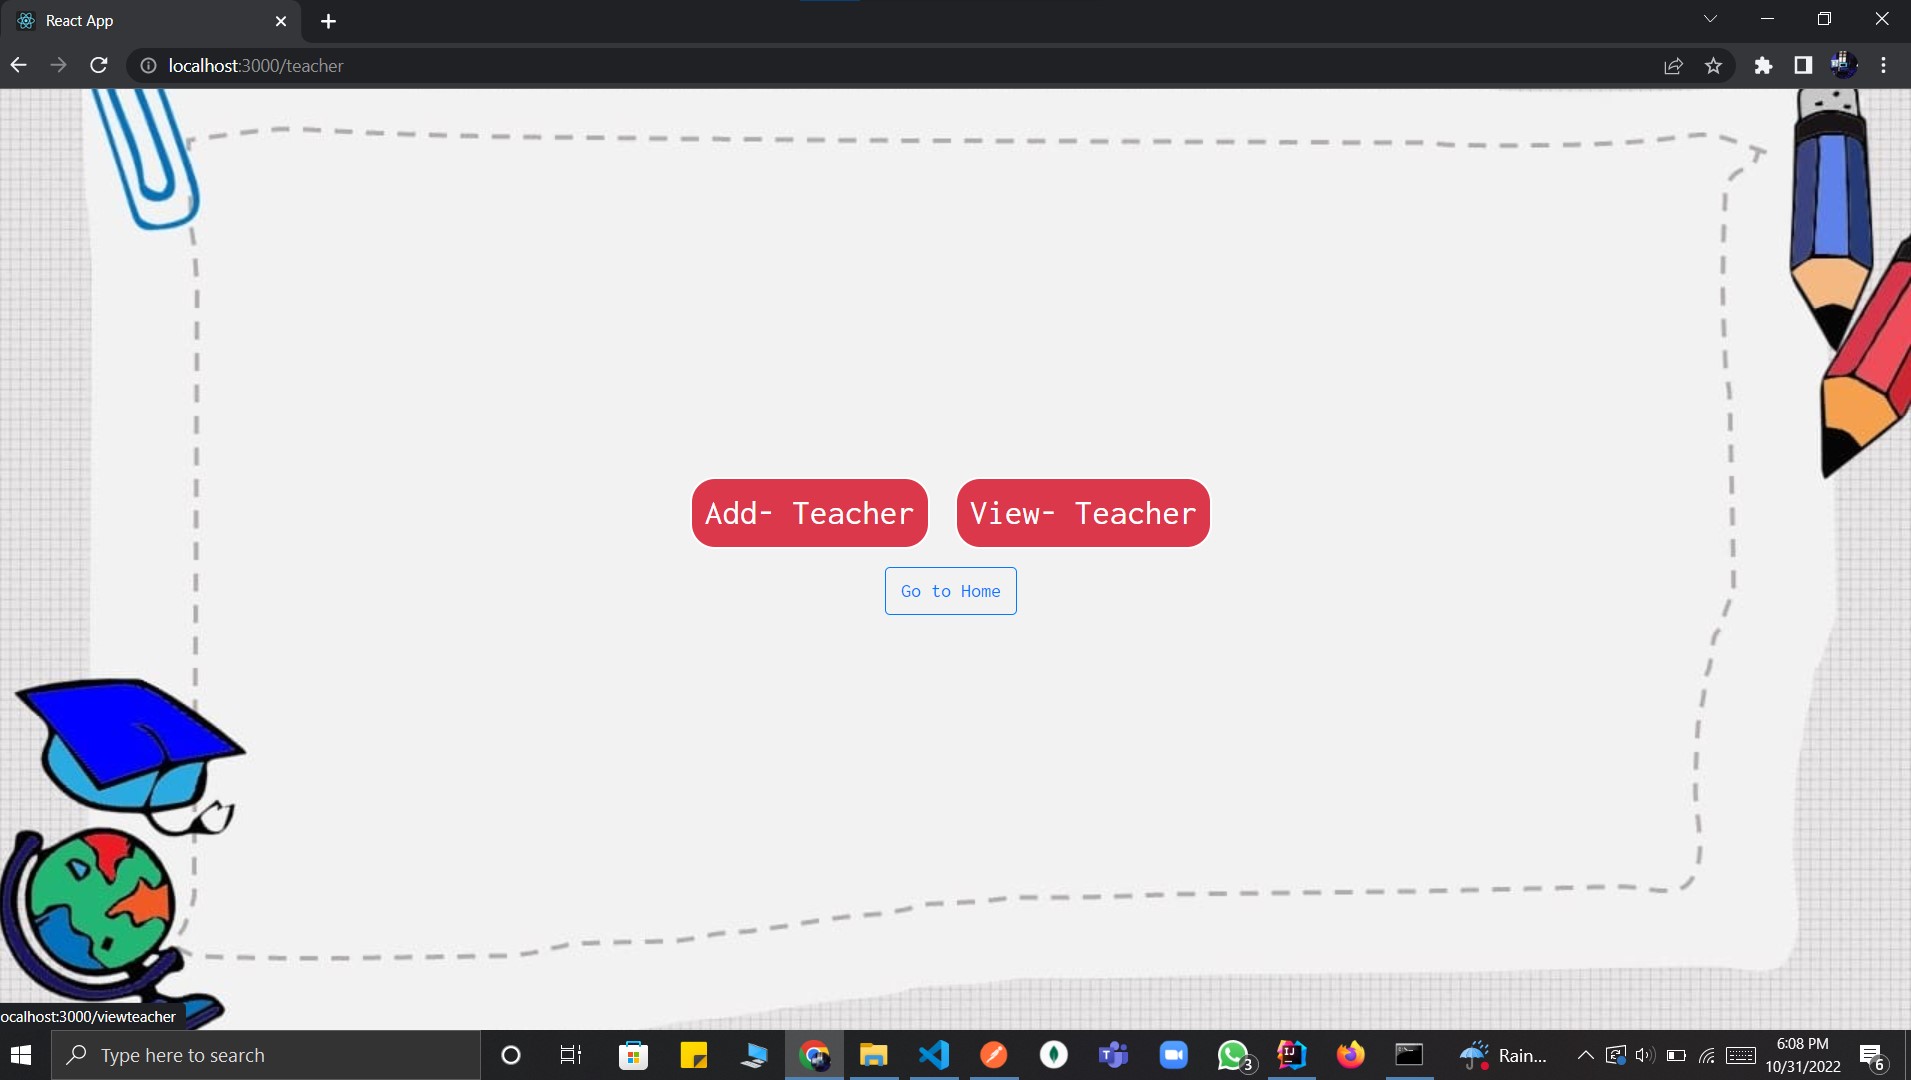 React App
localhost:3000/teacher
Add- Teacher
View- Teacher
Go to Home
ocalhost:3000/viewteacher
Type here to search
3
IJ
Rain...
6:08 PM
10/31/2022
6